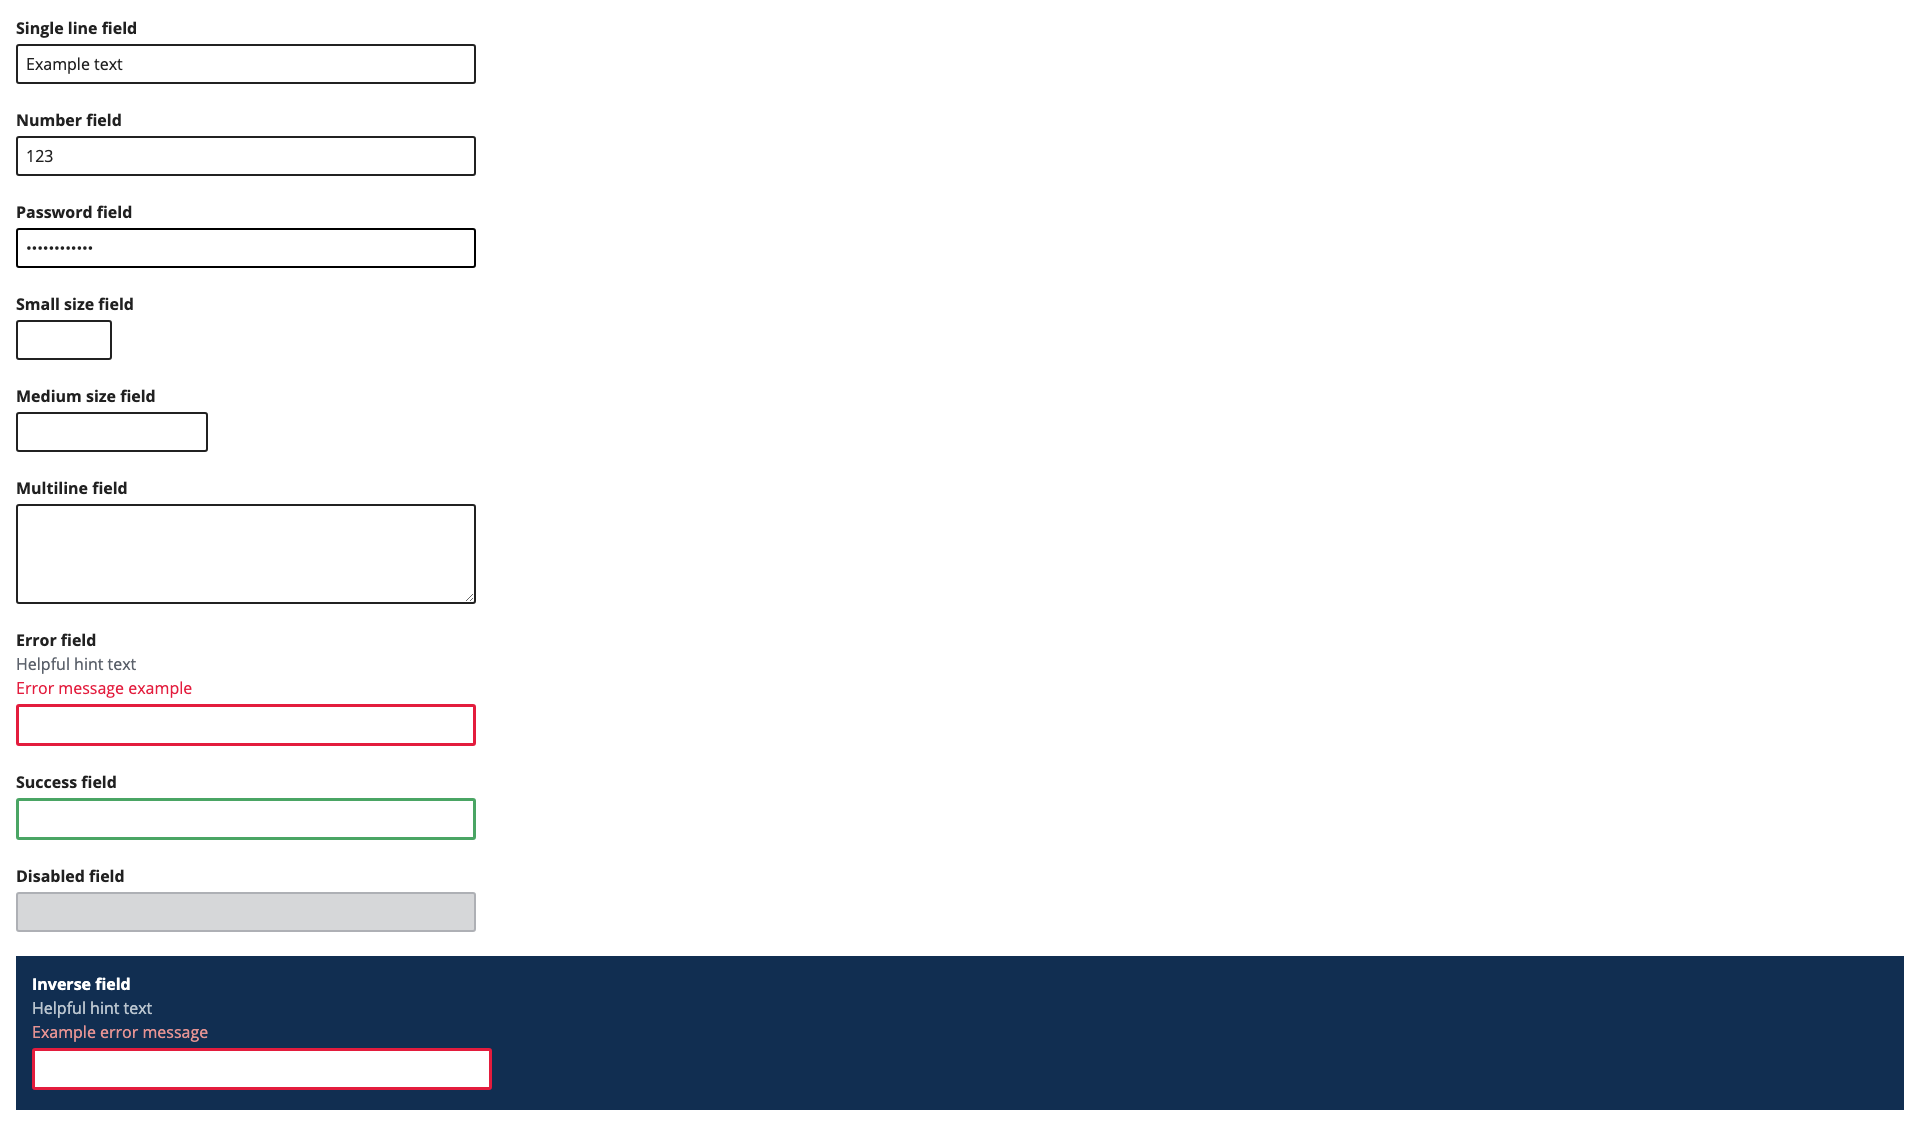 Single line field
Example text
Number field
123
Password field
••••••••••••
Small size field
Medium size field
Multiline field
Error field
Helpful hint text
Error message example
Success field
Disabled field
Inverse field
Helpful hint text
Example error message